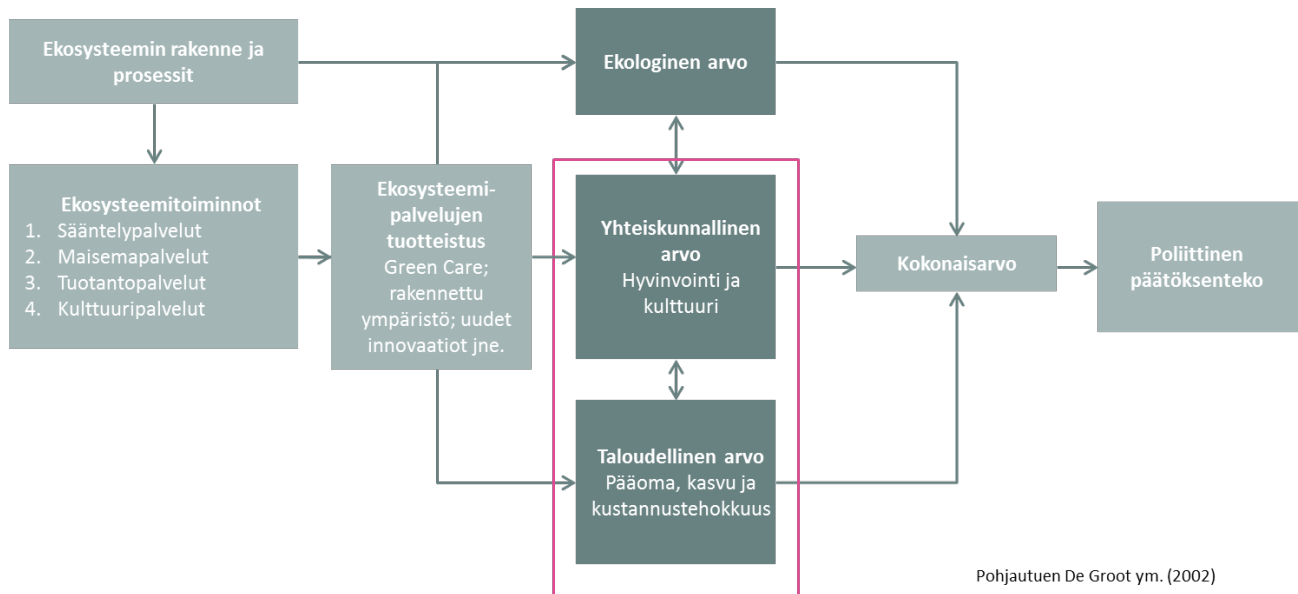 Ekosysteemin rakenne ja
prosessit
Ekosysteemitoiminnot
1. Sääntelypalvelut
2. Maisemapalvelut
3. Tuotantopalvelut
4. Kulttuuripalvelut
Ekosysteemi-
palvelujen
tuotteistus
Green Care;
rakennettu
ympäristö; uudet
innovaatiot jne.
Ekologinen arvo
Yhteiskunnallinen
arvo
Hyvinvointi ja
kulttuuri
Taloudellinen arvo
Pääoma, kasvu ja
kustannustehokkuus
Kokonaisarvo
Poliittinen
päätöksenteko
Pohjautuen De Groot ym. (2002)